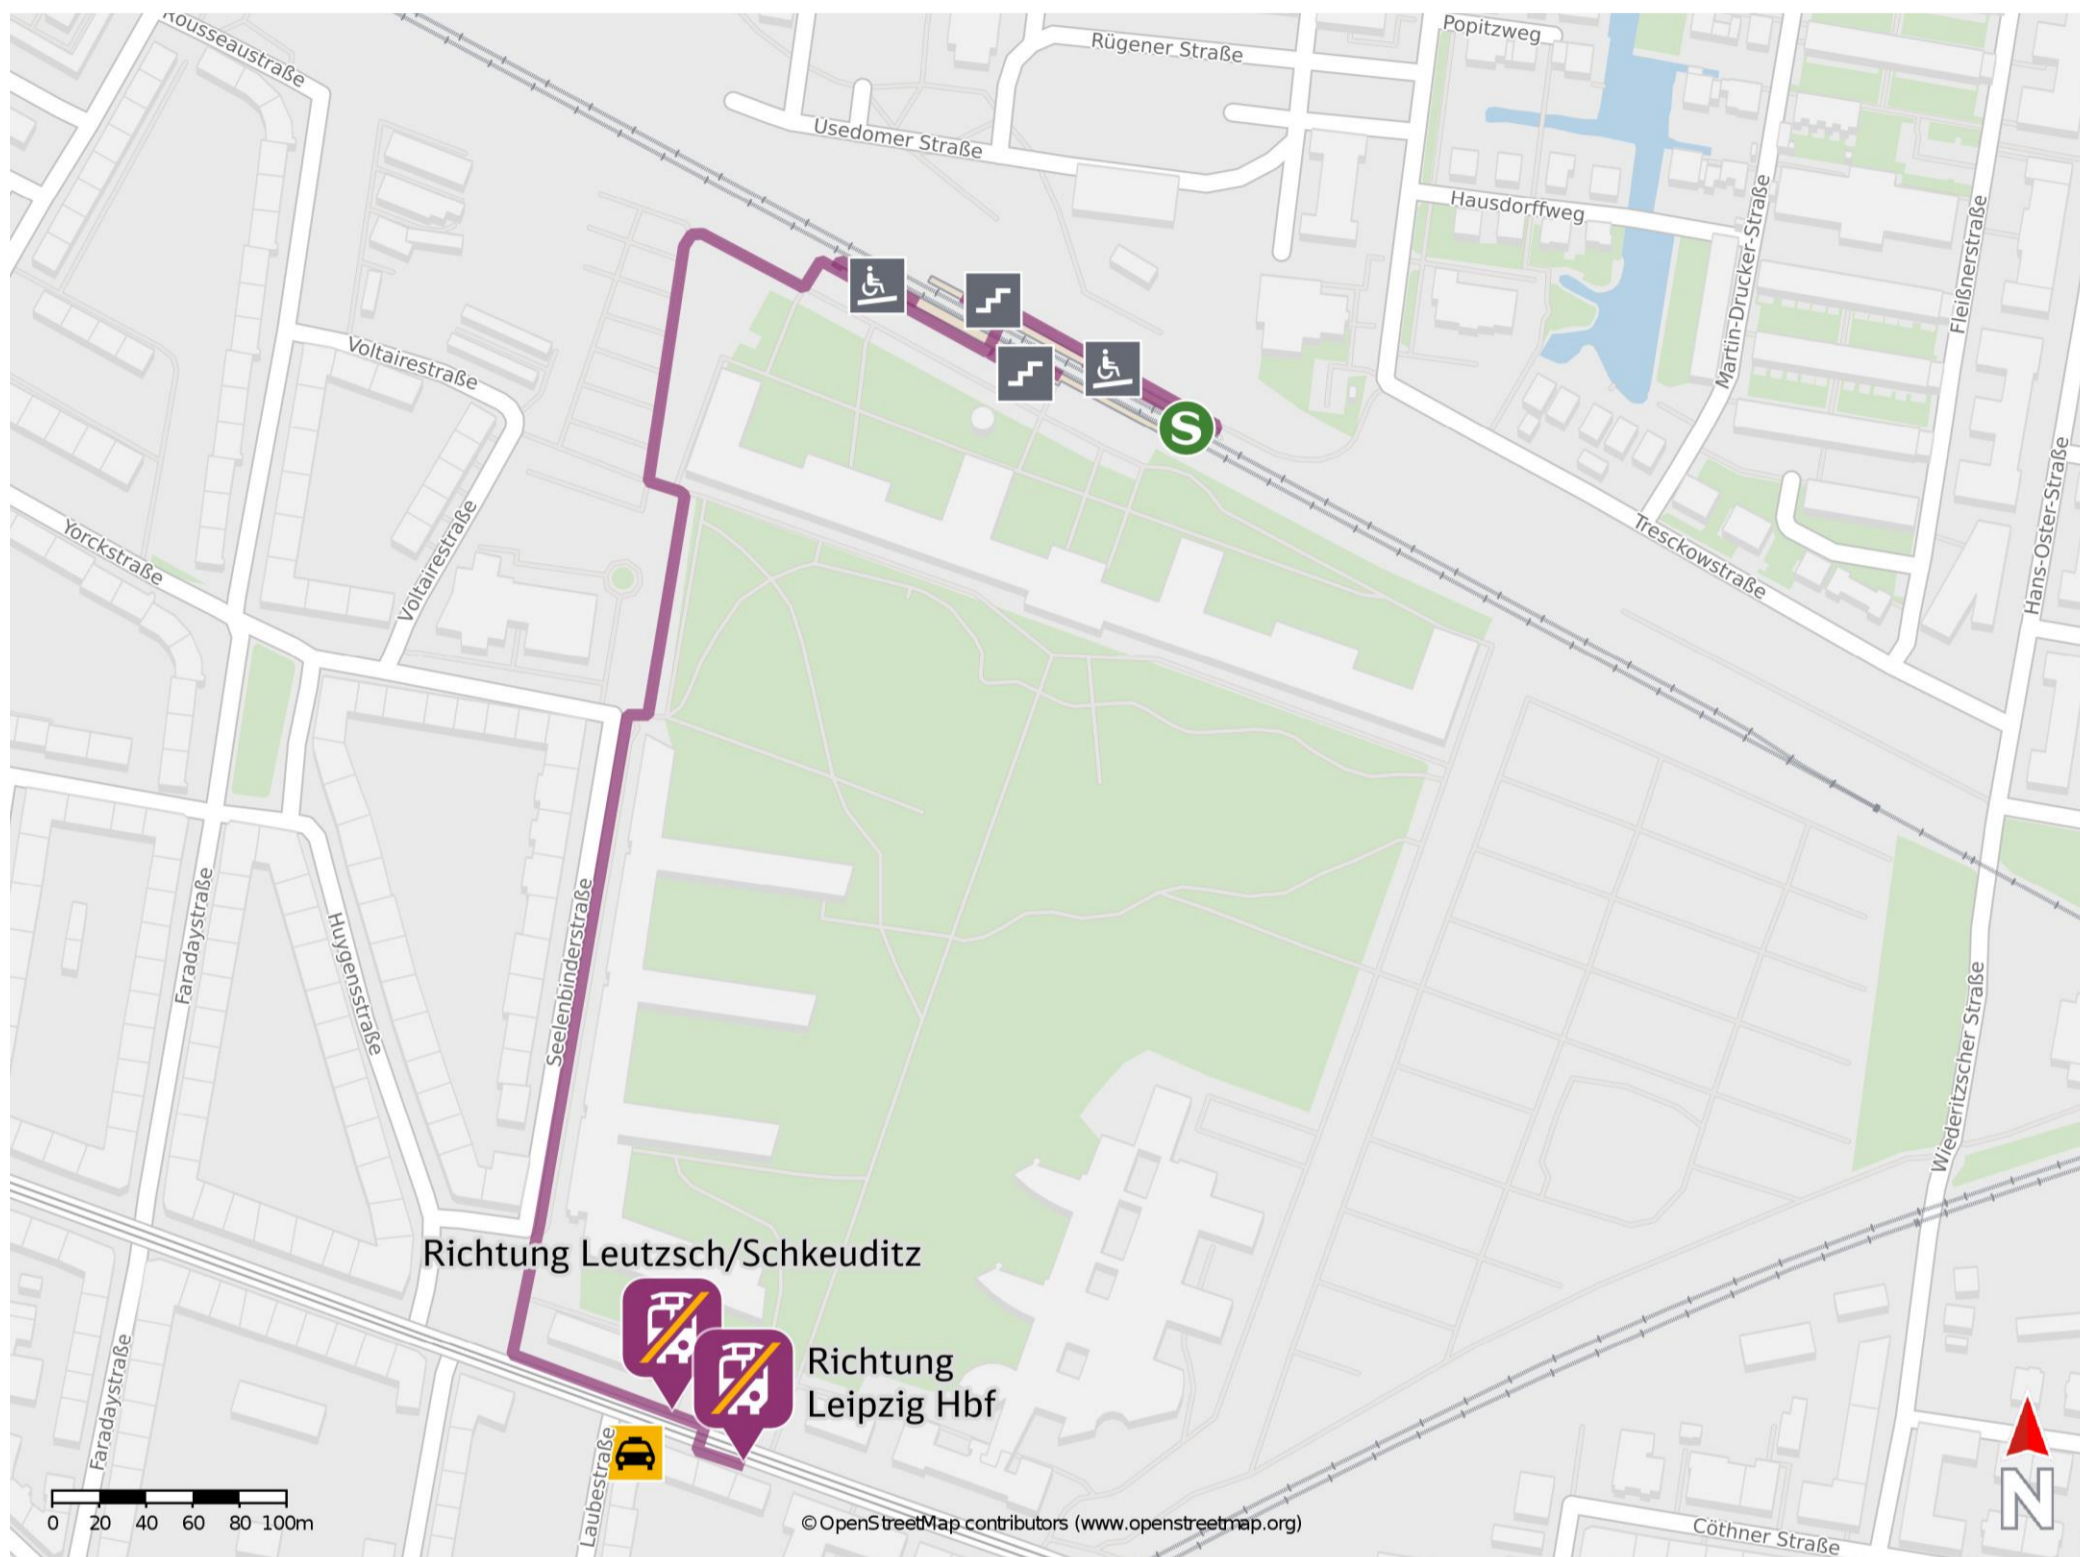 Rousseaustraße
Rügener Straße
Popitzweg
Usedomer Straße
Hausdorffweg
Martin-Drucker-Straße
Fleißnerstraße
Voltairestraße
S
Hans-Oster-Straße
Yorckstraße
Voltairestraße
Tresckowstraße
Faradaystraße
Huygensstraße
Seelenbinderstraße
Wiederitzscher Straße
Richtung Leutzsch/Schkeuditz
Richtung
Leipzig Hbf
Faradaystraße
Laubestraße
N
0 20 40 60 80 100m
©OpenStreetMap contributors (www.openstreetmap.org)
Cöthner Straße